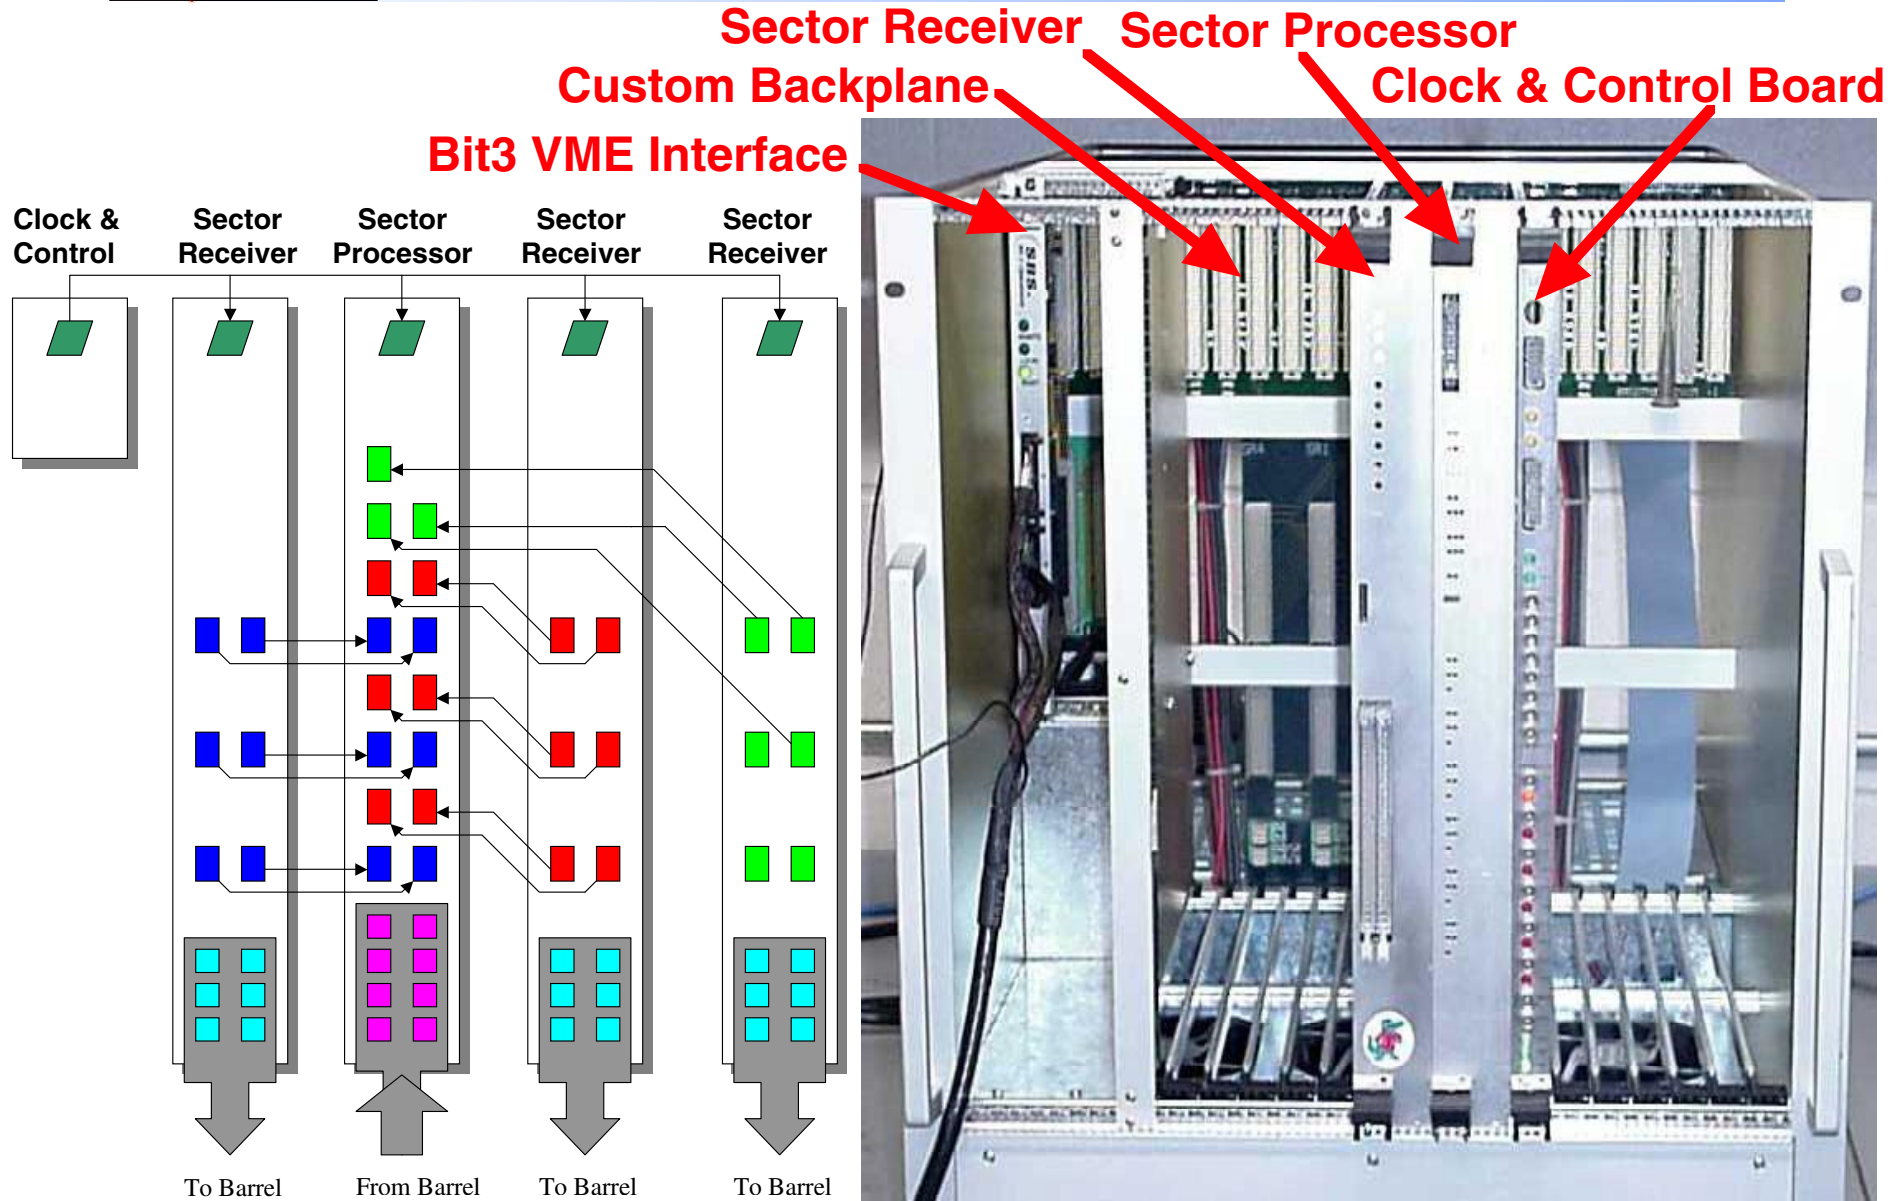 Sector Receiver Sector Processor
Custom Backplane Clock & Control Board
Bit3 VME Interface
Clock & Control
Sector Receiver
Sector Processor
Sector Receiver
Sector Receiver
SBS.
To Barrel
From Barrel
To Barrel
To Barrel